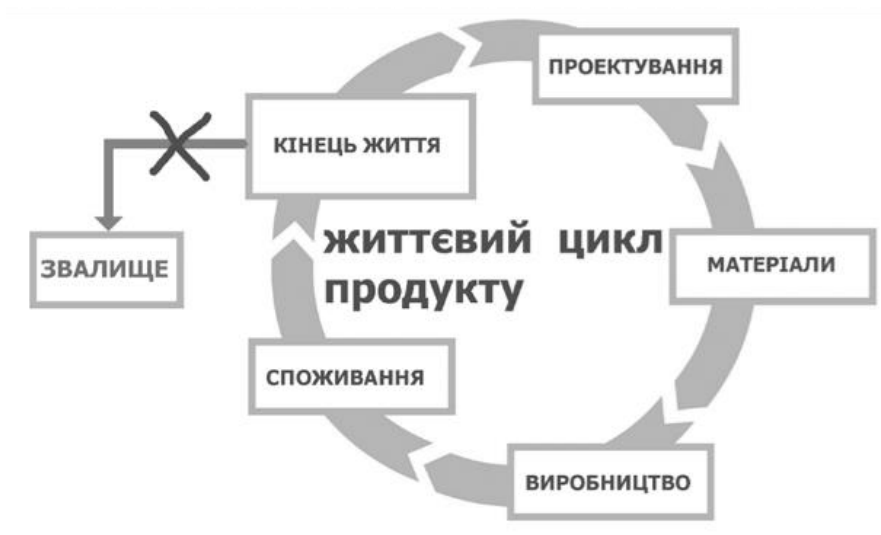 ПРОЕКТУВАННЯ
КІНЕЦЬ ЖИТТЯ
ЗВАЛИЩЕ
життєвий цикл
продукту
МАТЕРІАЛИ
СПОЖИВАННЯ
ВИРОБНИЦТВО